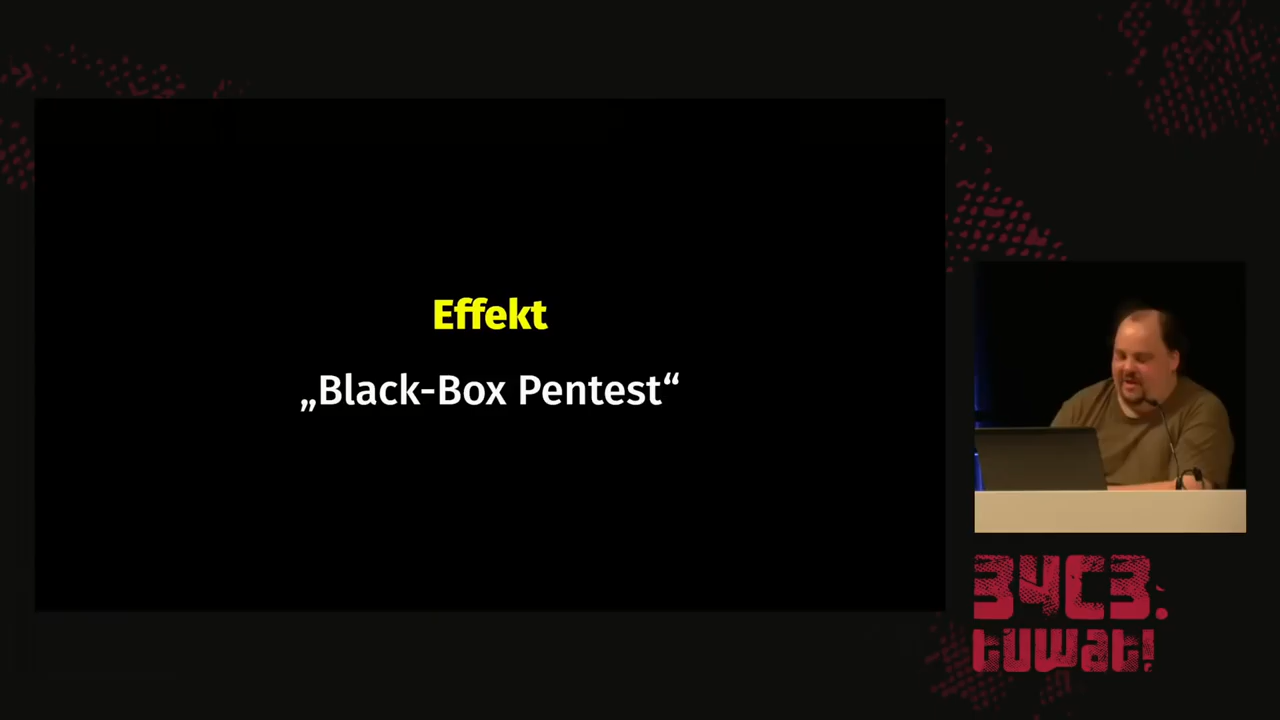 Effekt
„Black-Box Pentest“
34C3.
tuwat!